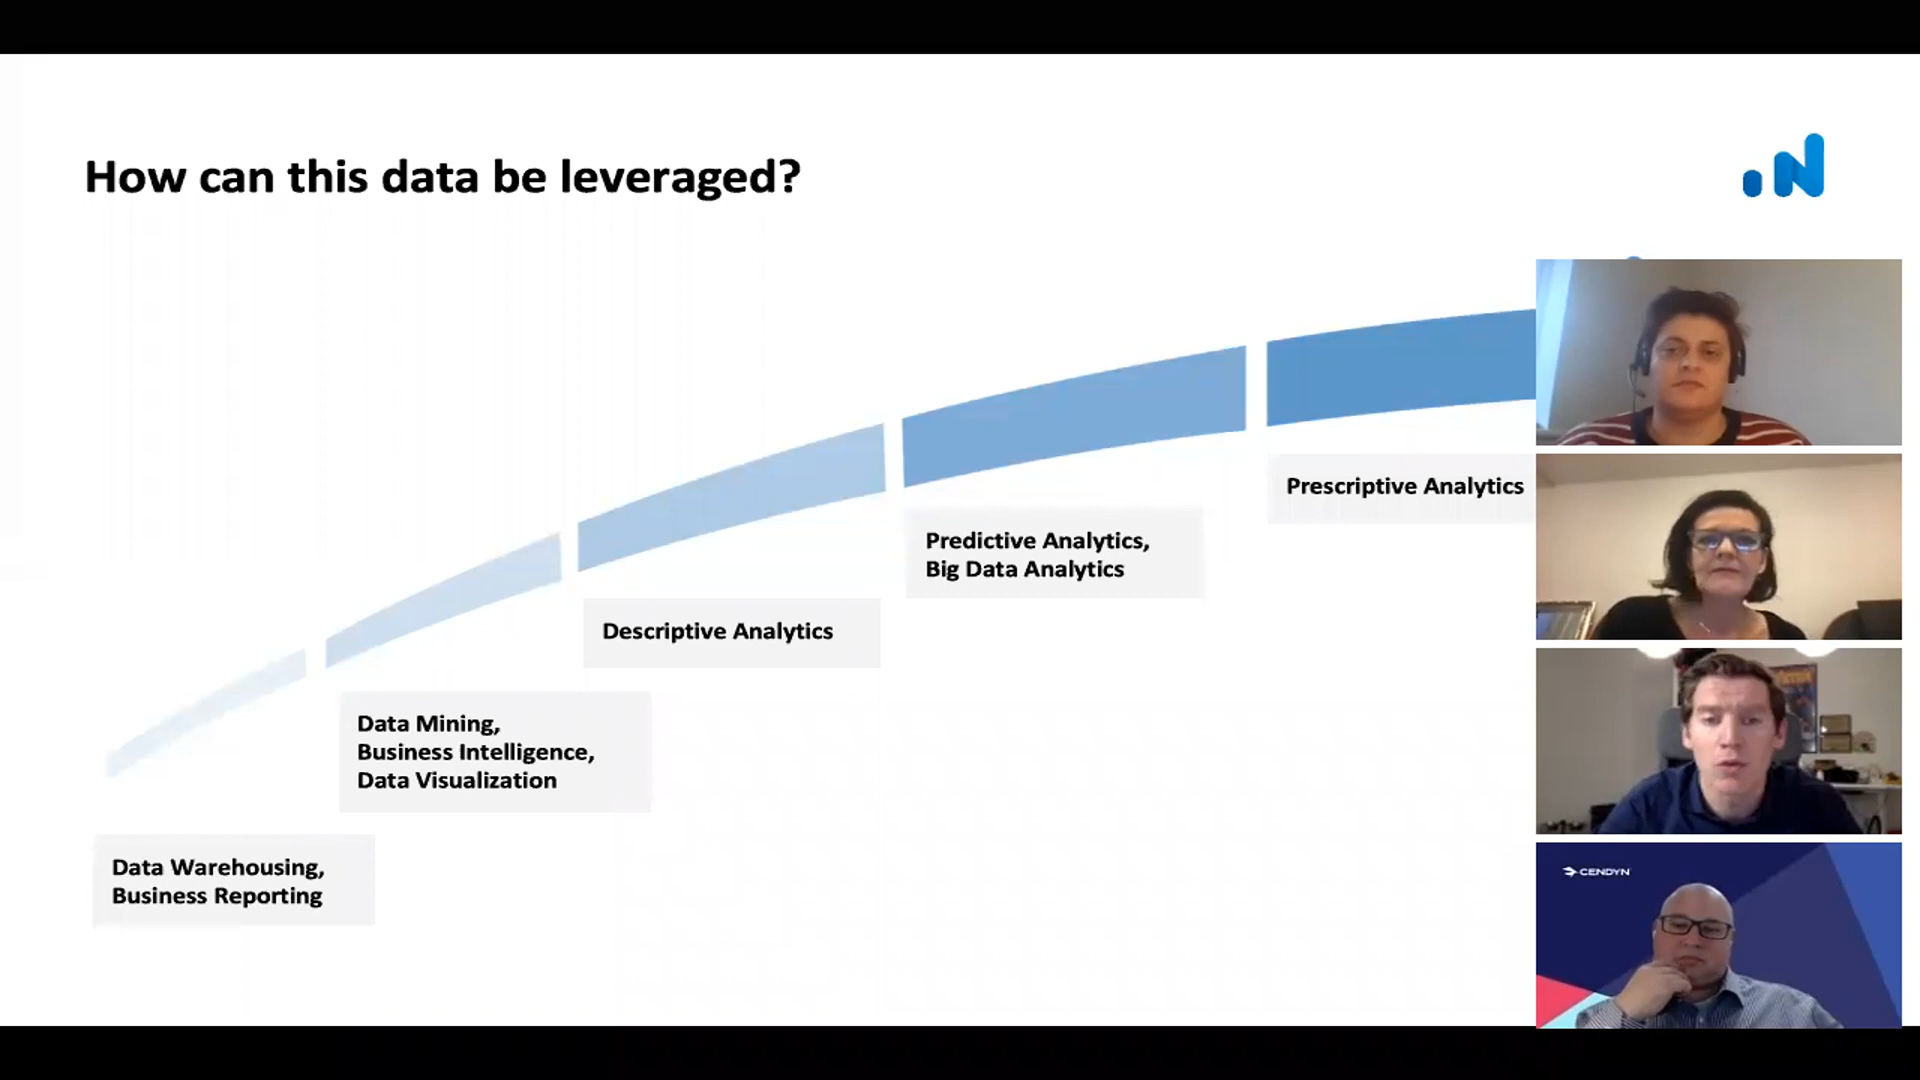 How can this data be leveraged?
Prescriptive Analytics
Predictive Analytics,
Big Data Analytics
Descriptive Analytics
Data Mining,
Business Intelligence,
Data Visualization
Data Warehousing,
Business Reporting
CENDYN